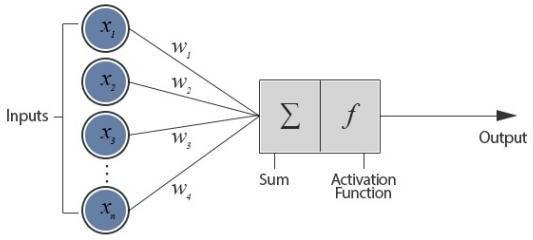 x₁
w₁
x₂
w₂
Inputs
x₃
w₃
xₙ
w₄
Σ
f
Output
Sum
Activation
Function